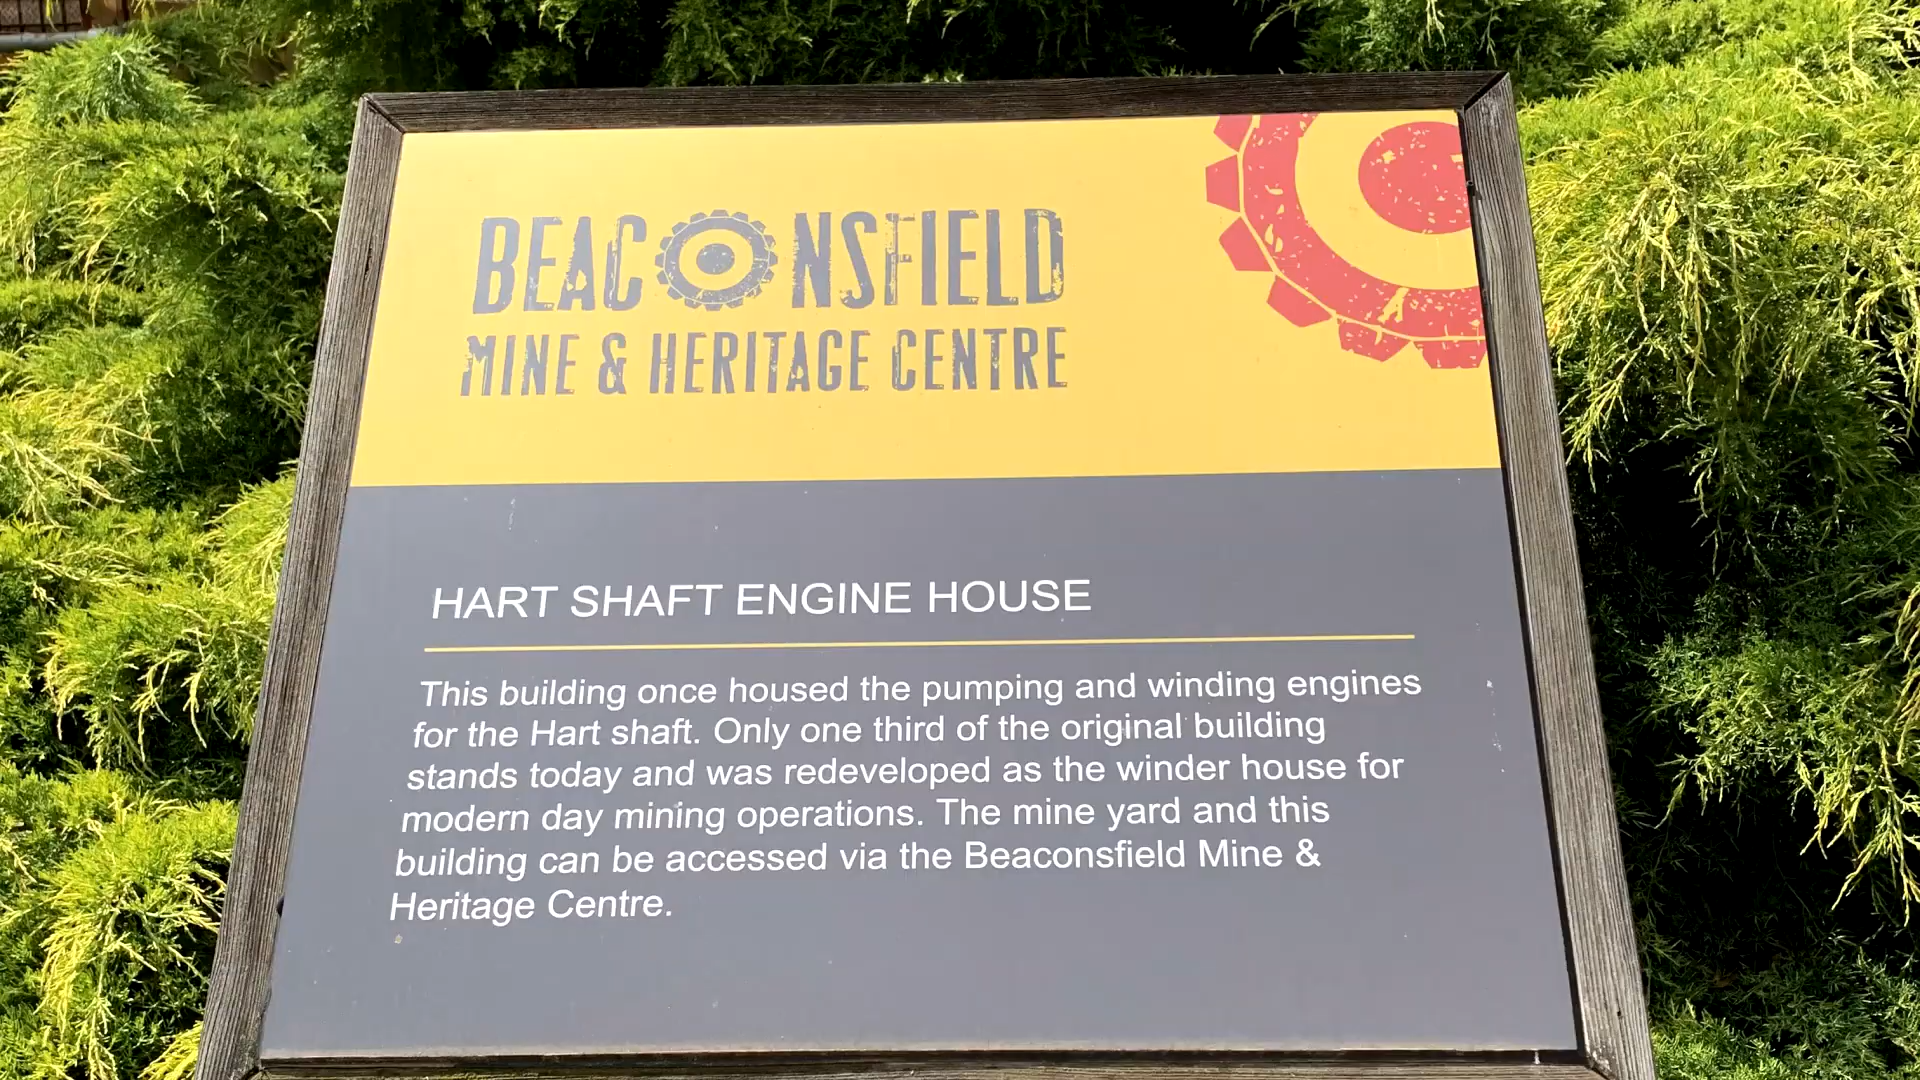 BEACONSFIELD
MINE & HERITAGE CENTRE
HART SHAFT ENGINE HOUSE
This building once housed the pumping and winding engines
for the Hart shaft. Only one third of the original building
stands today and was redeveloped as the winder house for
modern day mining operations. The mine yard and this
building can be accessed via the Beaconsfield Mine &
Heritage Centre.